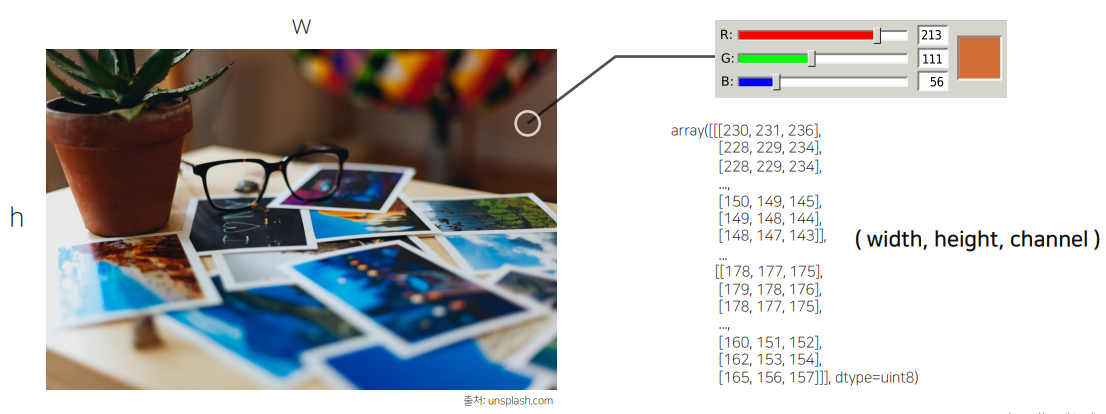 W
h
R: 213
G: 111
B: 56
array([[[230, 231, 236],
[228, 229, 234],
[228, 229, 234],
...,
[150, 149, 145],
[149, 148, 144],
[148, 147, 143]],
...
[[178, 177, 175],
[179, 178, 176],
[178, 177, 175],
...,
[160, 151, 152],
[162, 153, 154],
[165, 156, 157]]], dtype=uint8)
( width, height, channel )
출처: unsplash.com